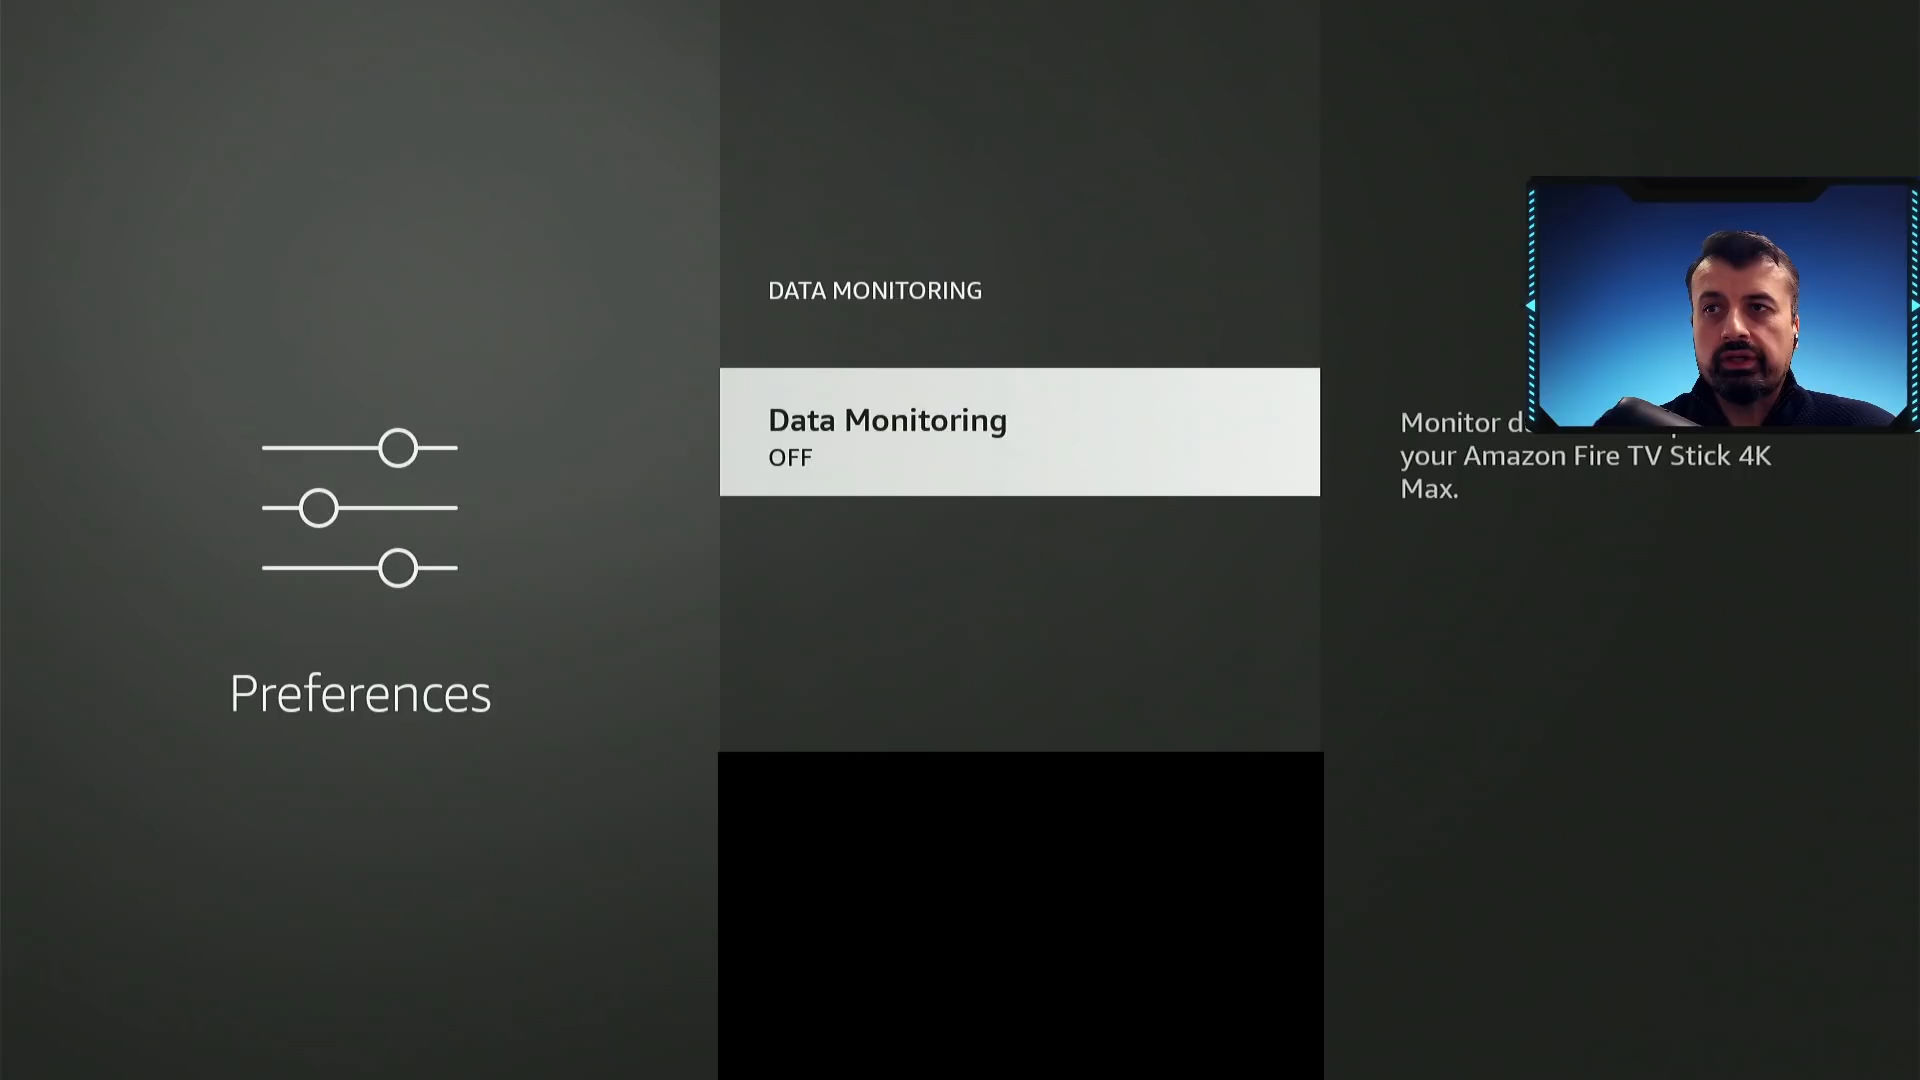 DATA MONITORING
Data Monitoring
OFF
Preferences
Monitor
your Amazon Fire TV Stick 4K
Max.